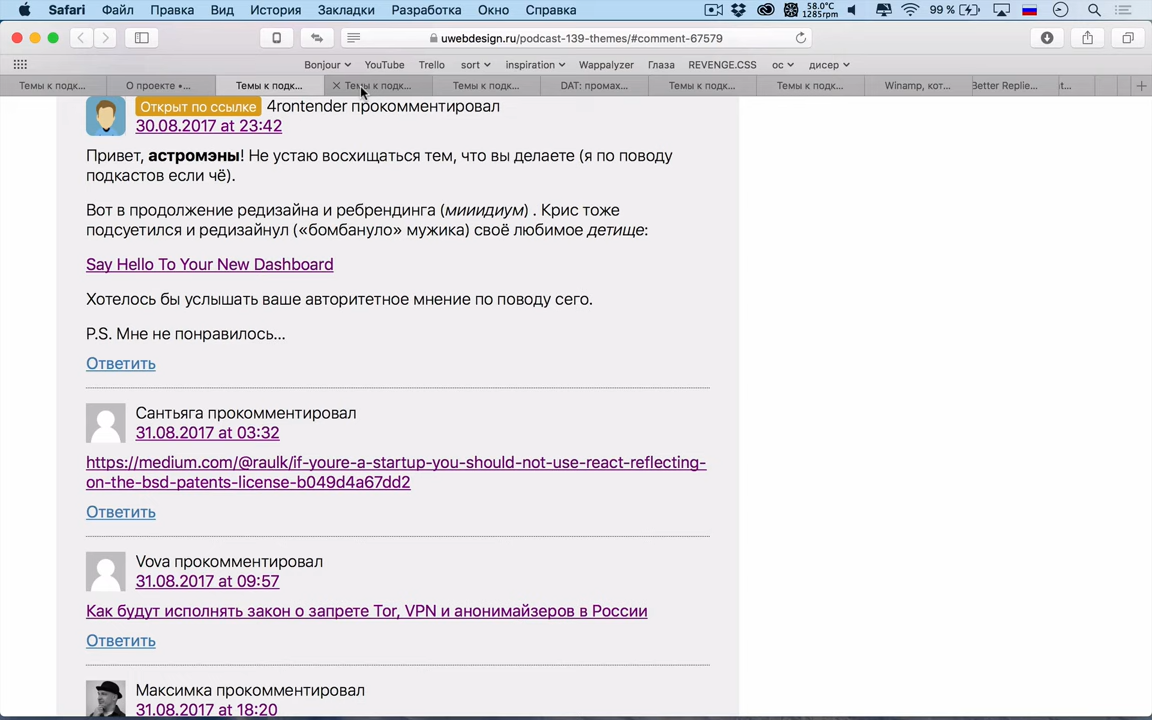 Safari Файл Правка Вид История Закладки Разработка Окно Справка 58.0°C 1285rpm 99 %
uwebdesign.ru/podcast-139-themes/#comment-67579
Bonjour YouTube Trello sort inspiration Wappalyzer Глаза REVENGE.CSS ос дисер
Темы к подк... О проекте •... Темы к подк... Темы к подк... Темы к подк... DAT: промах... Темы к подк... Темы к подк... Winamp, кот... Better Replie... t...
Открыт по ссылке 4rontender прокомментировал
30.08.2017 at 23:42
Привет, астромэны! Не устаю восхищаться тем, что вы делаете (я по поводу
подкастов если чё).
Вот в продолжение редизайна и ребрендинга (мииидиум) . Крис тоже
подсуетился и редизайнул («бомбануло» мужика) своё любимое детище:
Say Hello To Your New Dashboard
Хотелось бы услышать ваше авторитетное мнение по поводу сего.
P.S. Мне не понравилось...
Ответить
Сантьяга прокомментировал
31.08.2017 at 03:32
https://medium.com/@raulk/if-youre-a-startup-you-should-not-use-react-reflecting-
on-the-bsd-patents-license-b049d4a67dd2
Ответить
Vova прокомментировал
31.08.2017 at 09:57
Как будут исполнять закон о запрете Tor, VPN и анонимайзеров в России
Ответить
Максимка прокомментировал
31.08.2017 at 18:20